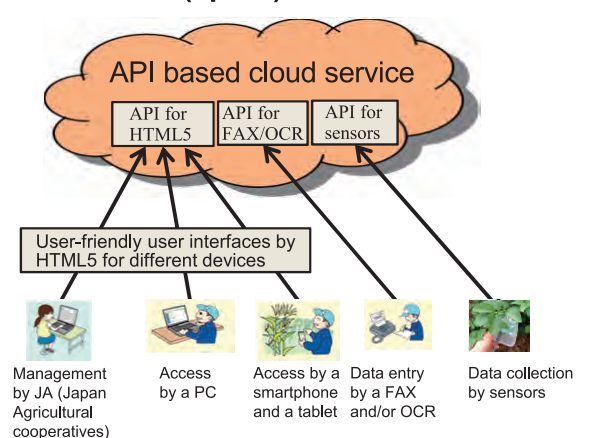 API based cloud service
API for
HTML5
API for
FAX/OCR
API for
sensors
User-friendly user interfaces by
HTML5 for different devices
Management
by JA (Japan
Agricultural
cooperatives)
Access
by a PC
Access by a
smartphone
and a tablet
Data entry
by a FAX
and/or OCR
Data collection
by sensors